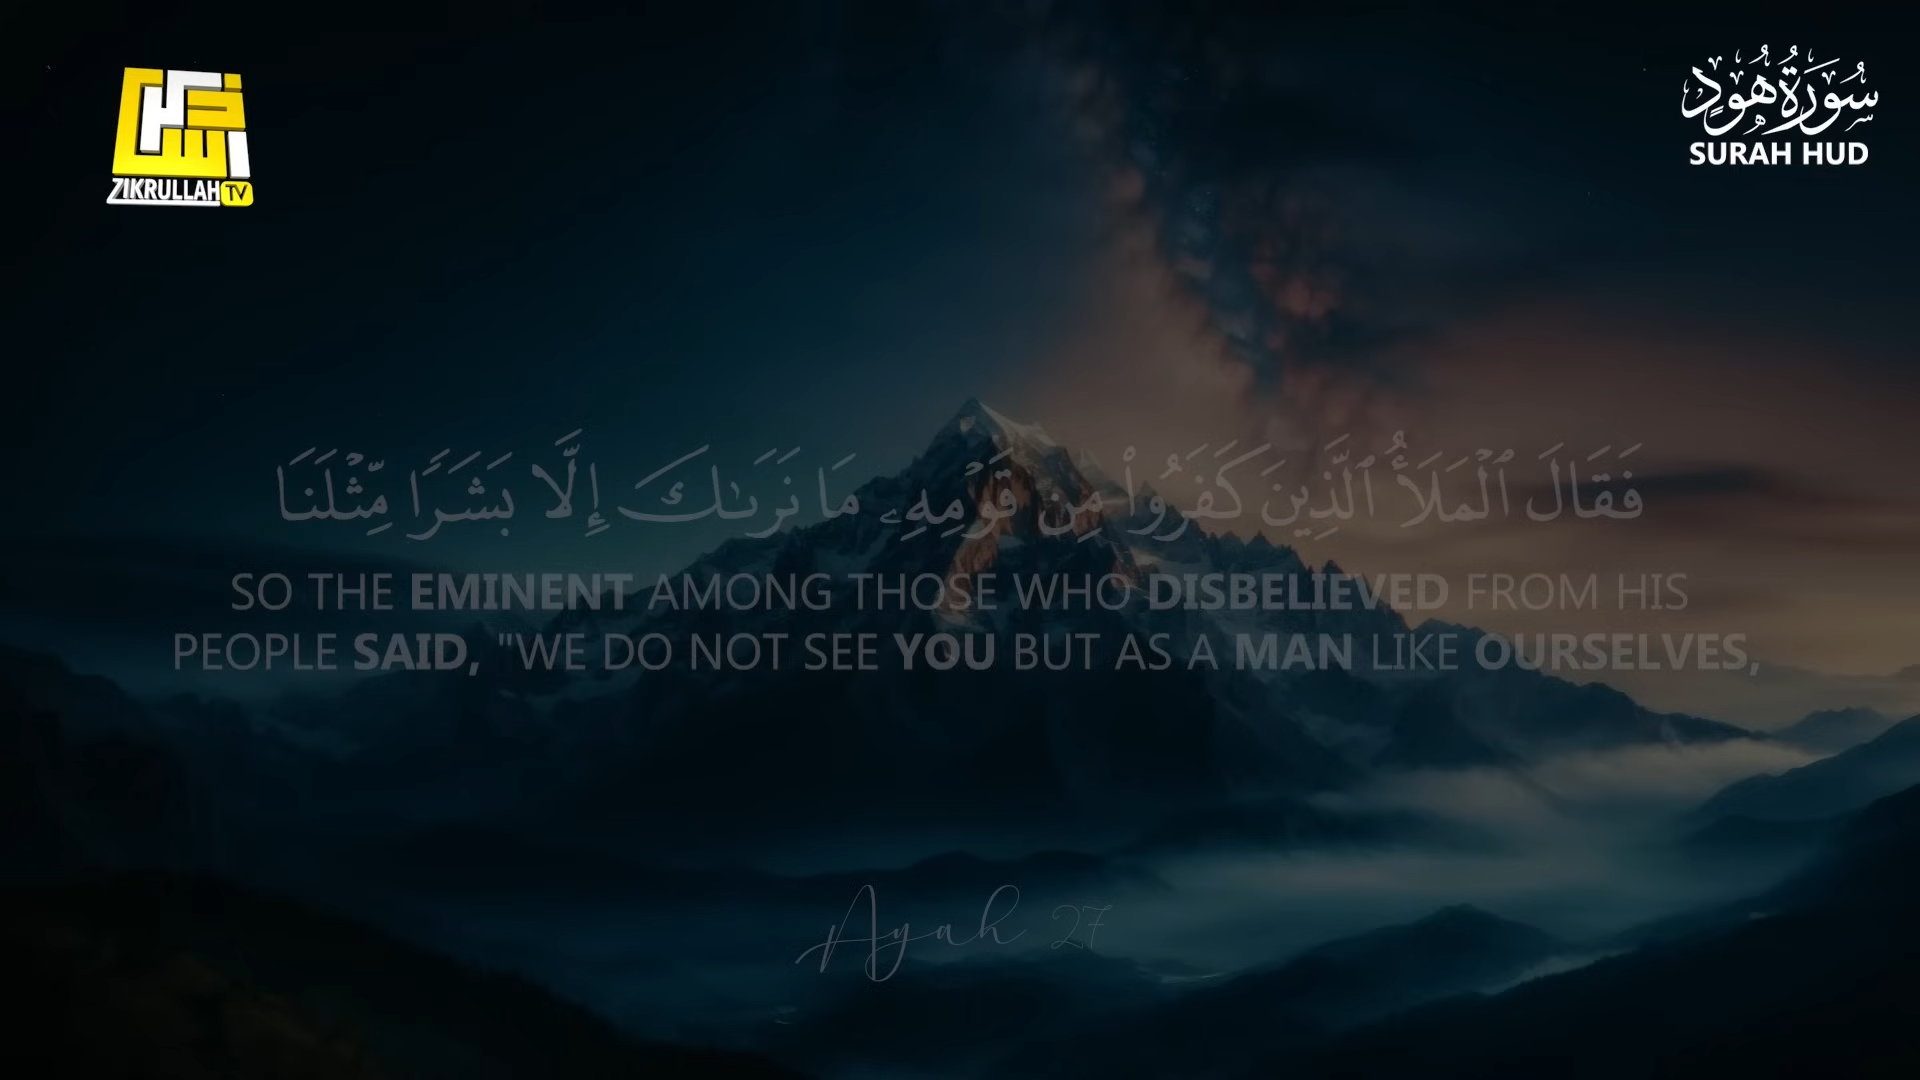 ZIKRULLAH TV
سُورَةُ هُودٍ
SURAH HUD
فَقَالَ ٱلْمَلَأُ ٱلَّذِينَ كَفَرُوا۟ مِن قَوْمِهِۦ مَا نَرَىٰكَ إِلَّا بَشَرًا مِّثْلَنَا
SO THE EMINENT AMONG THOSE WHO DISBELIEVED FROM HIS
PEOPLE SAID, "WE DO NOT SEE YOU BUT AS A MAN LIKE OURSELVES,
Ayah 27